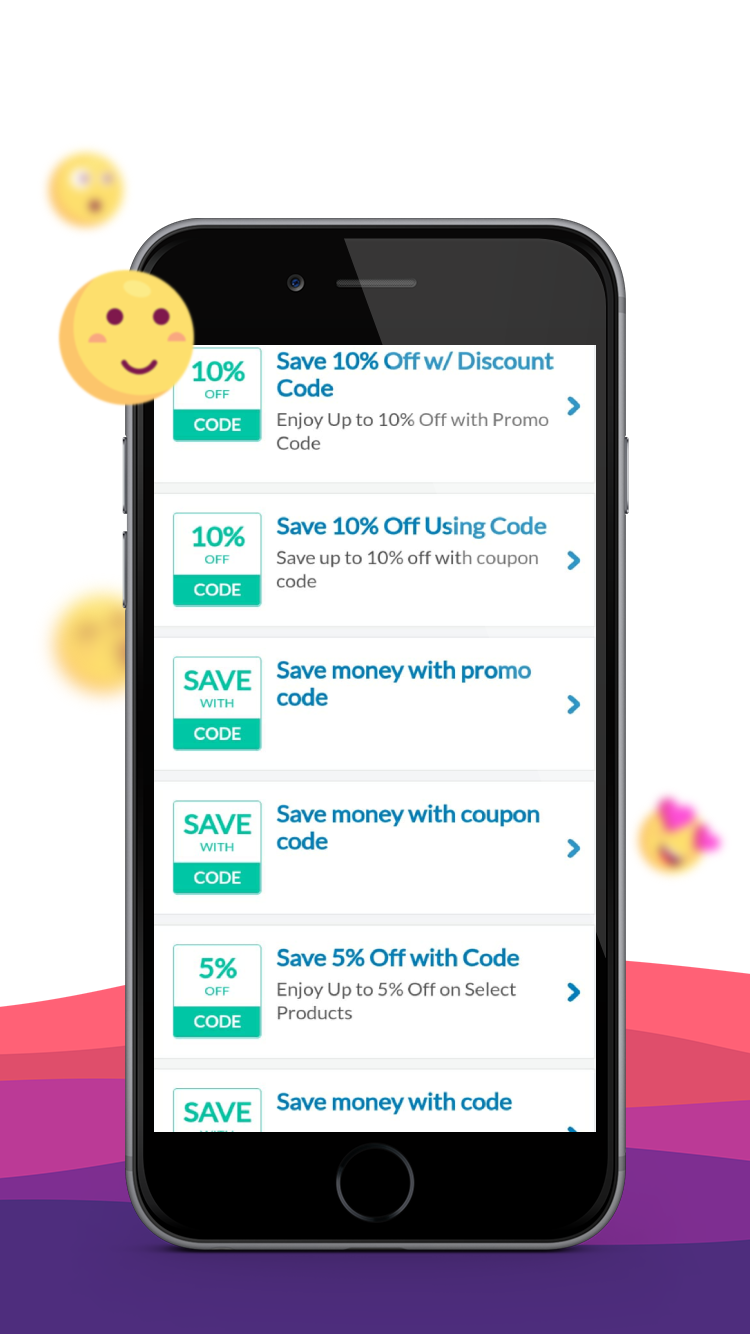 10%
OFF
CODE
Save 10% Off w/ Discount
Code
Enjoy Up to 10% Off with Promo
Code
10%
OFF
CODE
Save 10% Off Using Code
Save up to 10% off with coupon
code
SAVE
WITH
CODE
Save money with promo
code
SAVE
WITH
CODE
Save money with coupon
code
5%
OFF
CODE
Save 5% Off with Code
Enjoy Up to 5% Off on Select
Products
SAVE
Save money with code